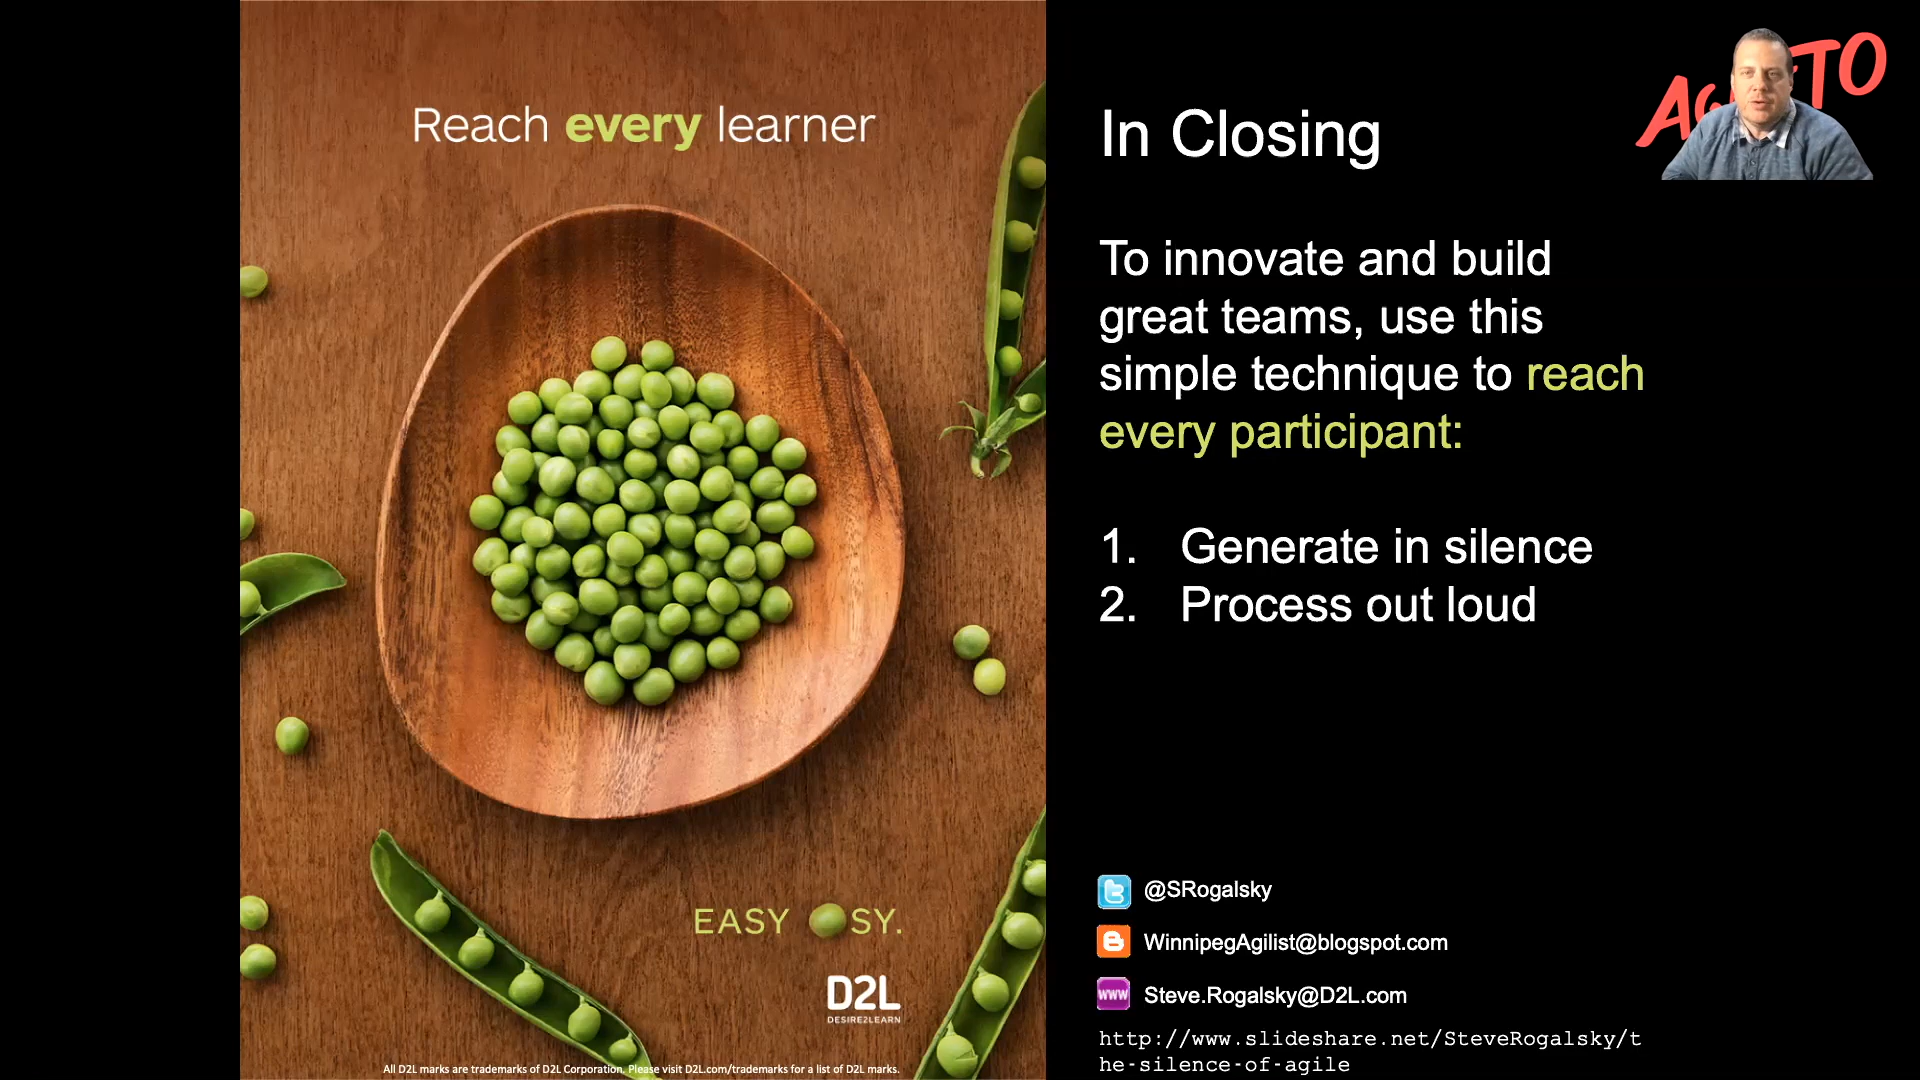 Reach every learner
EASY SY.
D2L
DESIRE2LEARN
All D2L marks are trademarks of D2L Corporation. Please visit D2L.com/trademarks for a list of D2L marks.
TO
In Closing
To innovate and build
great teams, use this
simple technique to reach
every participant:
1. Generate in silence
2. Process out loud
@SRogalsky
WinnipegAgilist@blogspot.com
www
Steve.Rogalsky@D2L.com
http://www.slideshare.net/SteveRogalsky/t
he-silence-of-agile